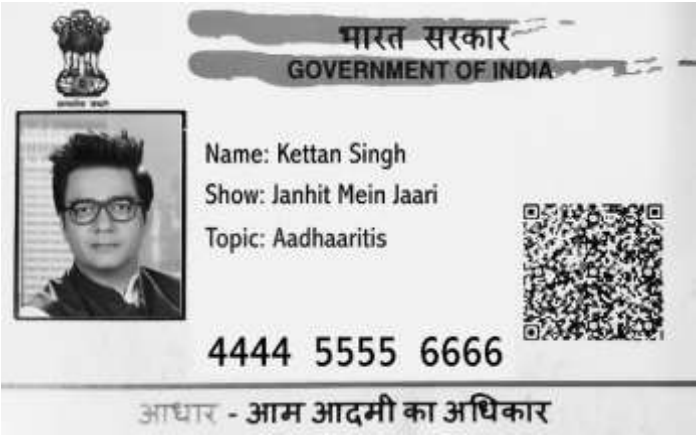 भारत सरकार
GOVERNMENT OF INDIA
Name: Kettan Singh
Show: Janhit Mein Jaari
Topic: Aadhaaritis
4444 5555 6666
आधार - आम आदमी का अधिकार